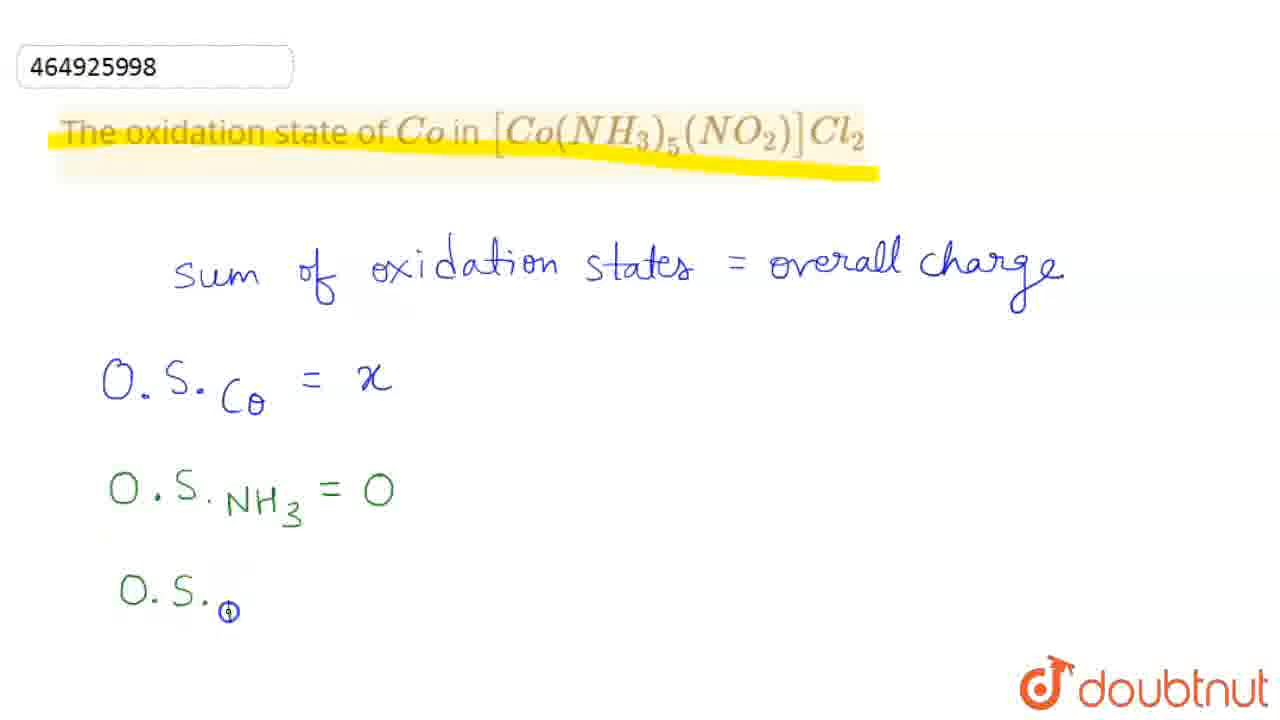 464925998
The oxidation state of Co in [Co(NH₃)₅(NO₂)]Cl₂
sum of oxidation states = overall charge
O.S. Co = x
O.S. NH₃ = 0
O.S.
doubtnut